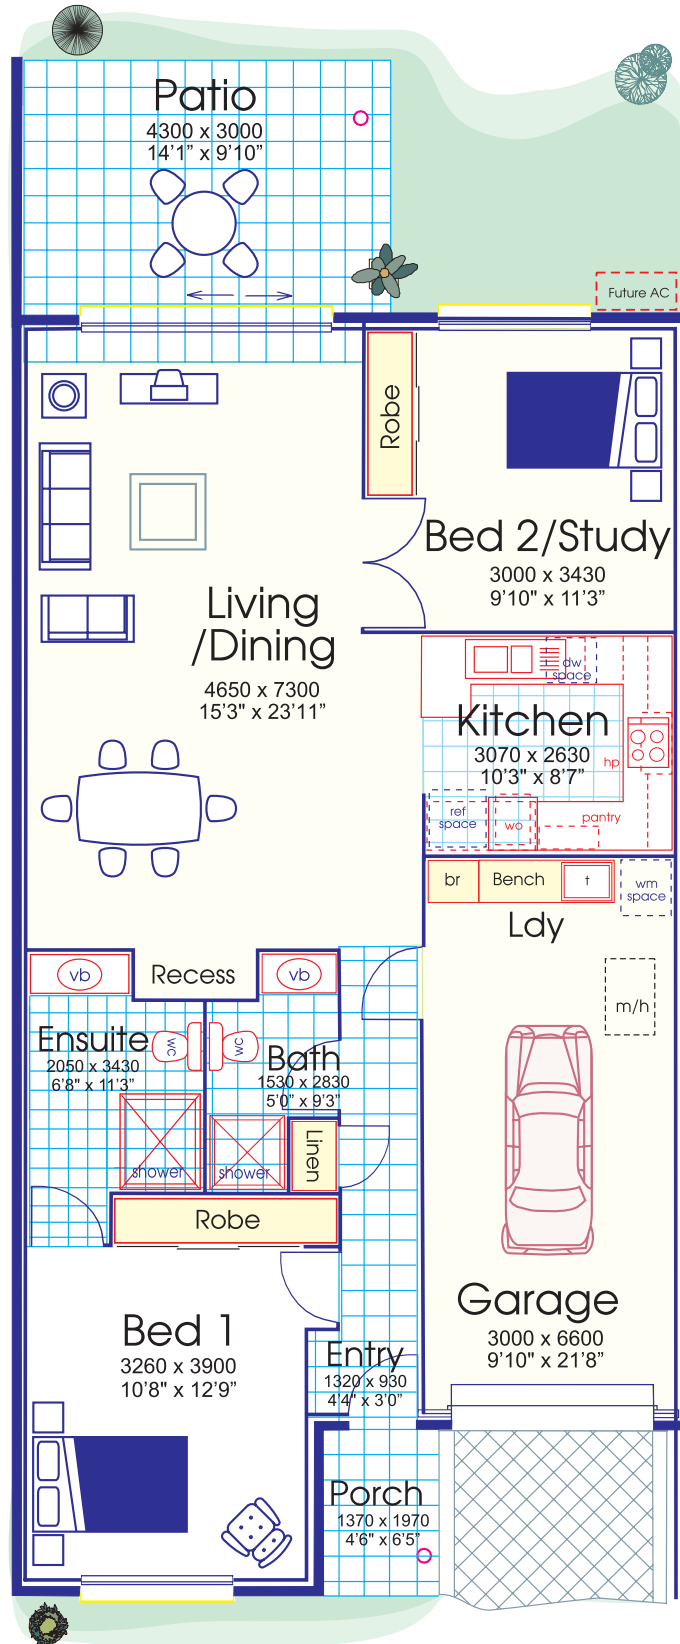 Patio
4300 x 3000
14’1” x 9’10”
Future AC
Robe
Bed 2/Study
3000 x 3430
9’10" x 11’3”
Living
/Dining
4650 x 7300
15’3" x 23’11”
dw
space
Kitchen
3070 x 2630
10’3" x 8’7”
hp
ref
space
wo
pantry
br
Bench
t
wm
space
Ldy
m/h
vb
Recess
vb
Ensuite
2050 x 3430
6’8" x 11’3”
WC
WC
Bath
1530 x 2830
5’0” x 9’3”
shower
shower
Linen
Robe
Bed 1
3260 x 3900
10’8" x 12’9”
Entry
1320 x 930
4’4" x 3’0”
Garage
3000 x 6600
9’10" x 21’8”
Porch
1370 x 1970
4’6" x 6’5”